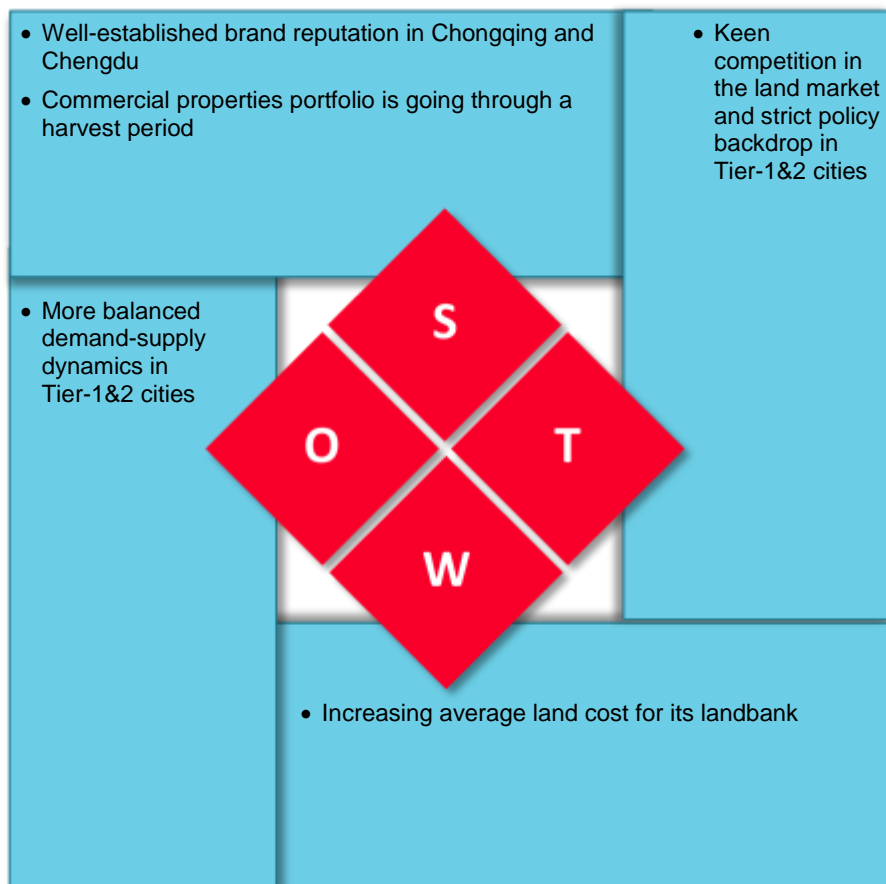 • Well-established brand reputation in Chongqing and
Chengdu
• Commercial properties portfolio is going through a
harvest period
• Keen
competition in
the land market
and strict policy
backdrop in
Tier-1&2 cities
• More balanced
demand-supply
dynamics in
Tier-1&2 cities
S
O
T
W
• Increasing average land cost for its landbank